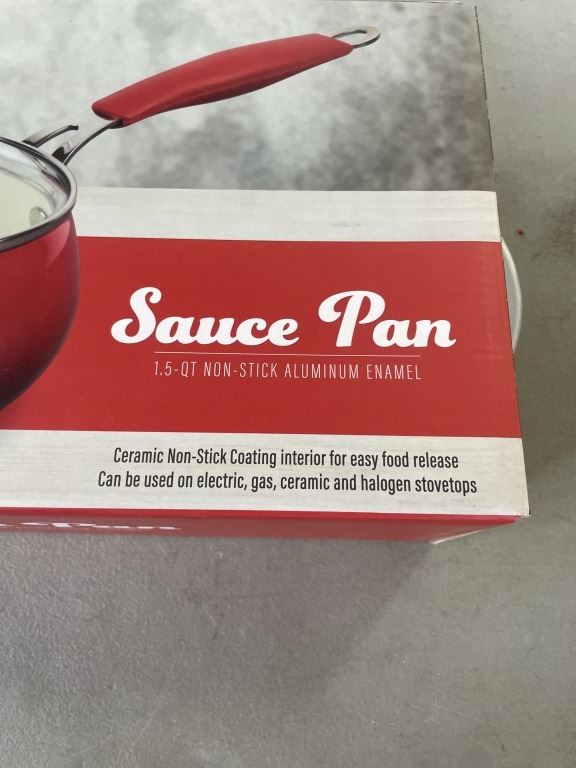 Sauce Pan
1.5-QT NON-STICK ALUMINUM ENAMEL
Ceramic Non-Stick Coating interior for easy food release
Can be used on electric, gas, ceramic and halogen stovetops
Pan